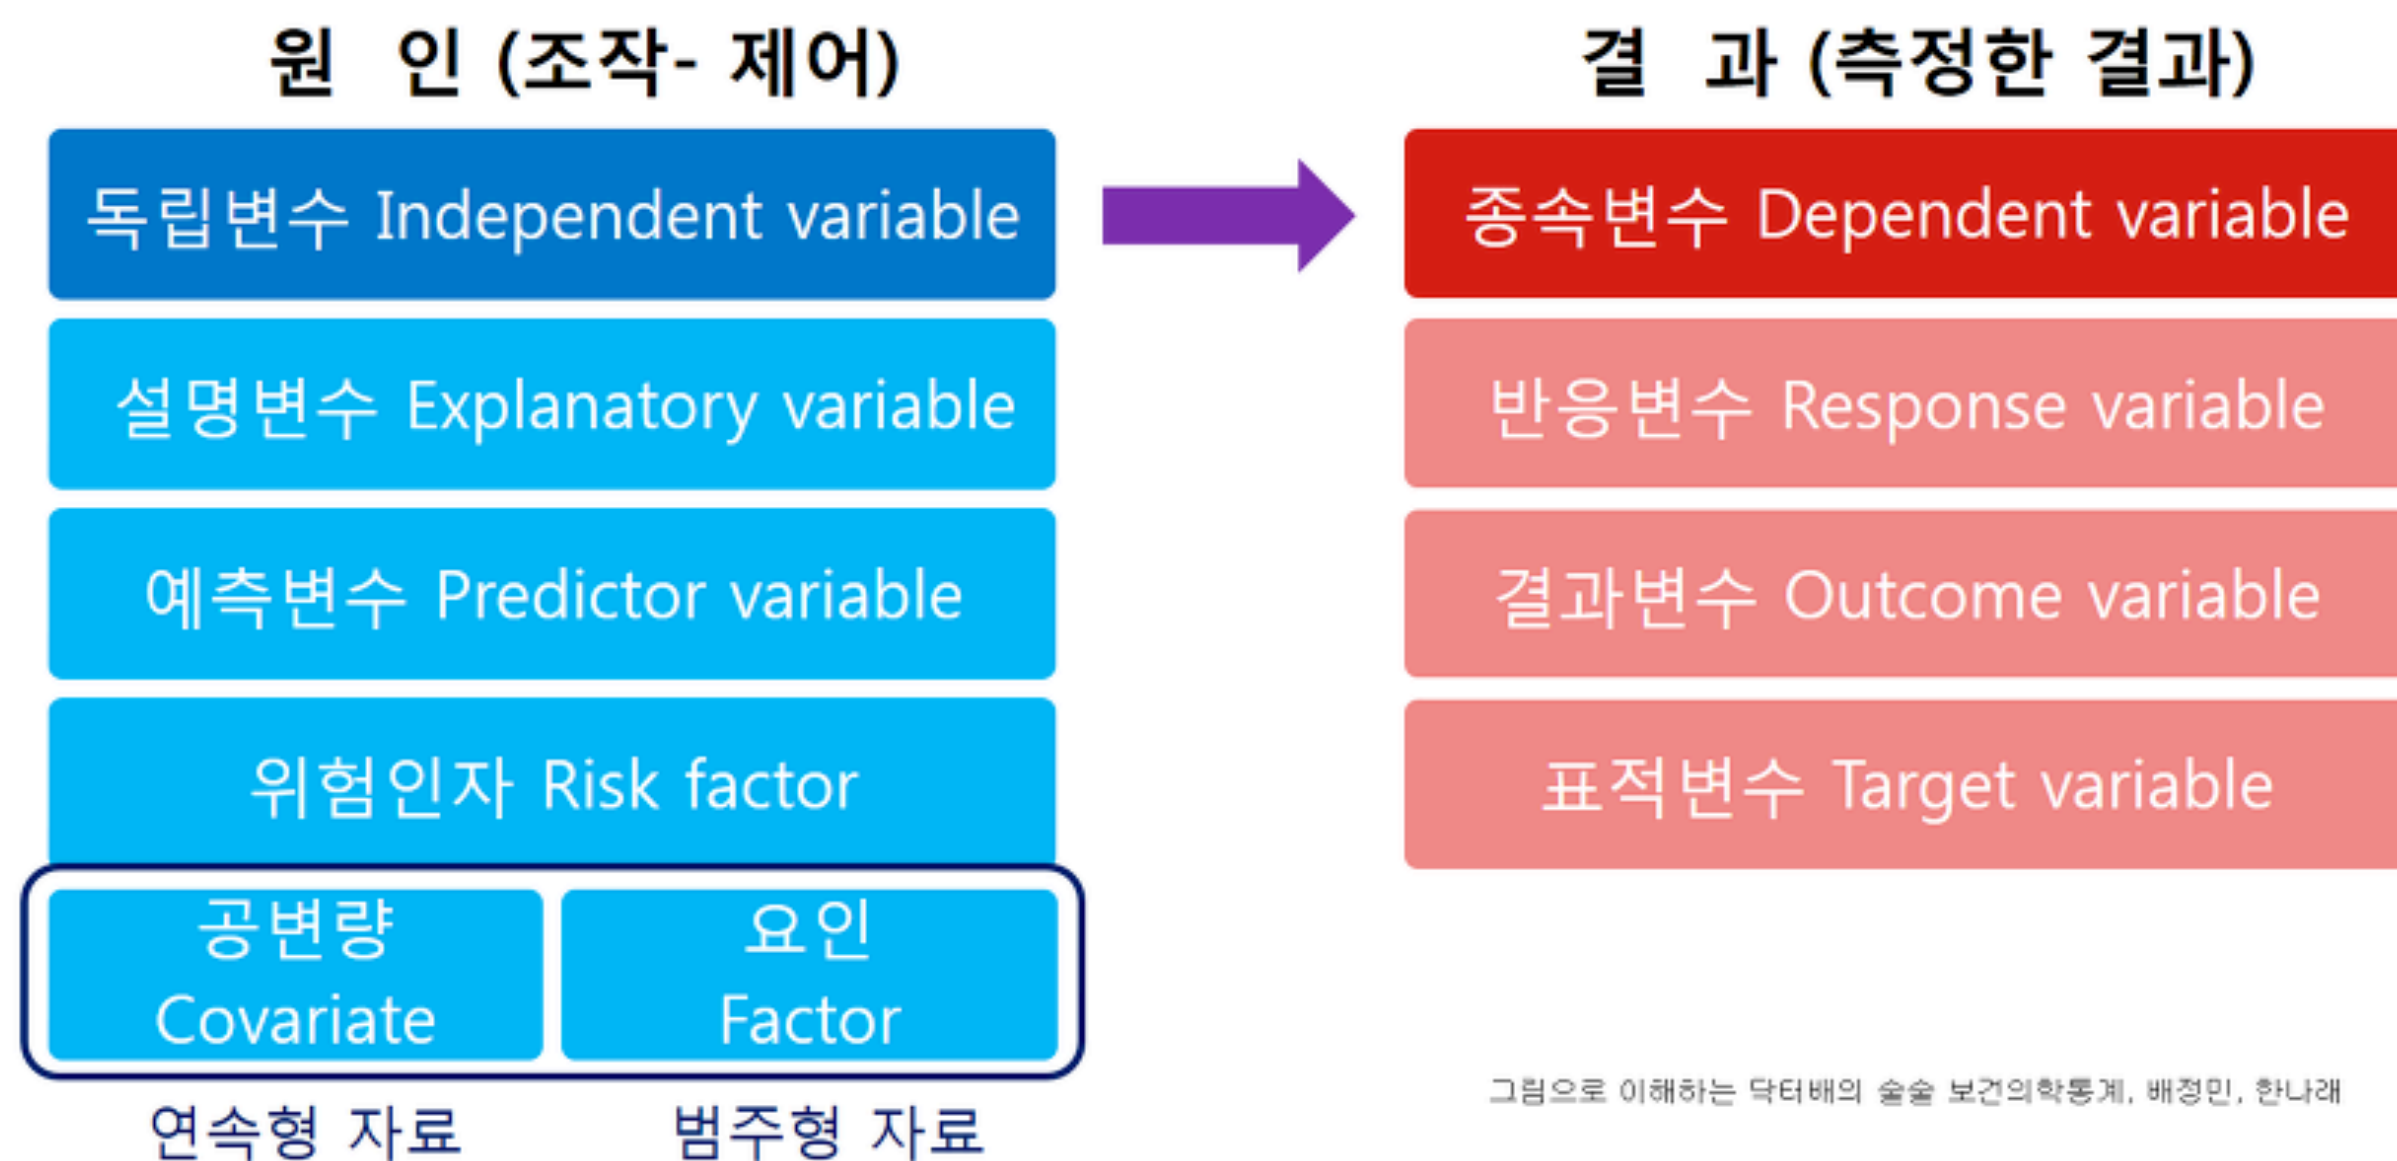 원 인 (조작- 제어)
독립변수 Independent variable
설명변수 Explanatory variable
예측변수 Predictor variable
위험인자 Risk factor
공변량
Covariate
요인
Factor
연속형 자료
범주형 자료
결 과 (측정한 결과)
종속변수 Dependent variable
반응변수 Response variable
결과변수 Outcome variable
표적변수 Target variable
그림으로 이해하는 닥터배의 술술 보건의학통계, 배정민, 한나래